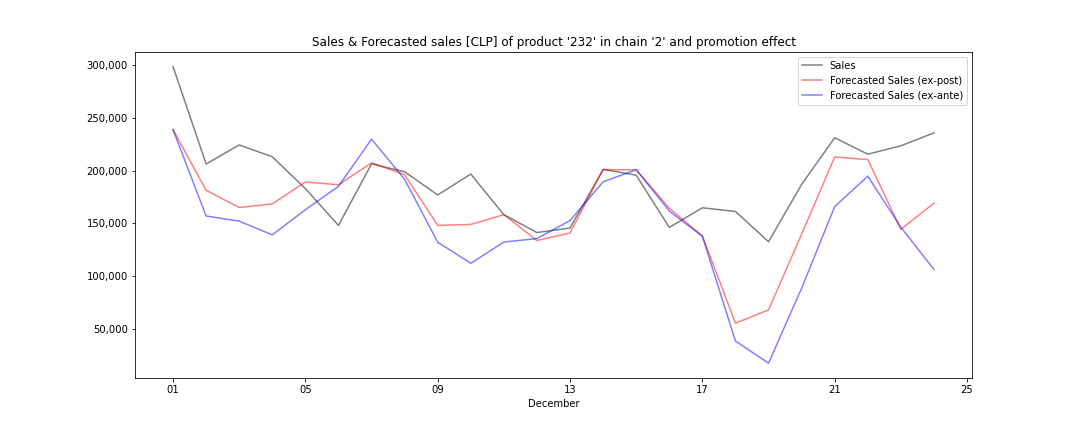 Sales & Forecasted sales [CLP] of product '232' in chain '2' and promotion effect
Sales
Forecasted Sales (ex-post)
Forecasted Sales (ex-ante)
300,000
250,000
200,000
150,000
100,000
50,000
01 05 09 13 17 21 25
December